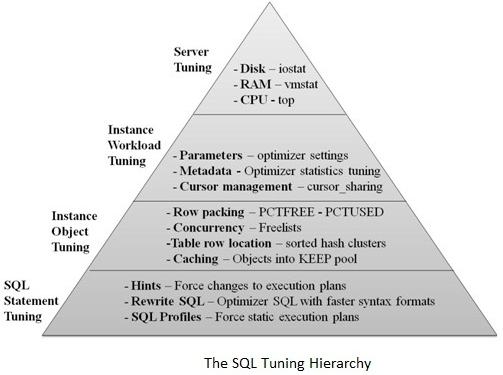 Server
Tuning
- Disk – iostat
- RAM – vmstat
- CPU - top
Instance
Workload
Tuning
- Parameters – optimizer settings
- Metadata - Optimizer statistics tuning
- Cursor management – cursor_sharing
Instance
Object
Tuning
- Row packing – PCTFREE - PCTUSED
- Concurrency – Freelists
-Table row location – sorted hash clusters
- Caching – Objects into KEEP pool
SQL
Statement
Tuning
- Hints – Force changes to execution plans
- Rewrite SQL – Optimizer SQL with faster syntax formats
- SQL Profiles – Force static execution plans
The SQL Tuning Hierarchy